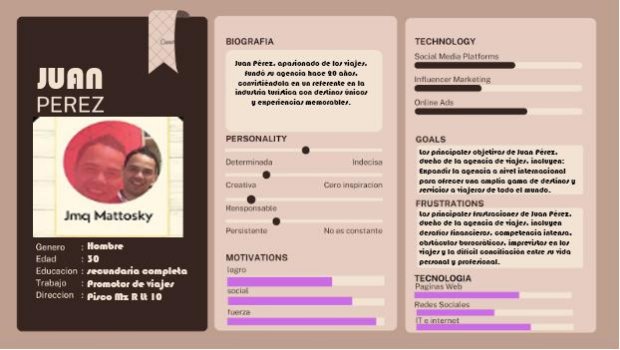 JUAN
PEREZ
Jmq Mattosky
Genero : Hombre
Edad : 30
Educacion : secundaria completa
Trabajo : Promotor de viajes
Direccion : Pisco Mz R Lt 10
BIOGRAFIA
Juan Pérez, apasionado de los viajes,
fundó su agencia hace 20 años,
convirtiéndola en un referente en la
industria turística con destinos únicos
y experiencias memorables.
PERSONALITY
Determinada Indecisa
Creativa Cero inspiracion
Rensponsable
Persistente No es constante
MOTIVATIONS
logro
social
fuerza
TECHNOLOGY
Social Media Platforms
Influencer Marketing
Online Ads
GOALS
Los principales objetivos de Juan Pérez,
dueño de la agencia de viajes, incluyen:
Expandir la agencia a nivel internacional
para ofrecer una amplia gama de destinos y
servicios a viajeros de todo el mundo.
FRUSTRATIONS
Las principales frustraciones de Juan Pérez,
dueño de la agencia de viajes, incluyen
desafíos financieros, competencia intensa,
obstáculos burocráticos, imprevistos en los
viajes y la difícil conciliación entre su vida
personal y profesional.
TECNOLOGIA
Paginas Web
Redes Sociales
IT e internet